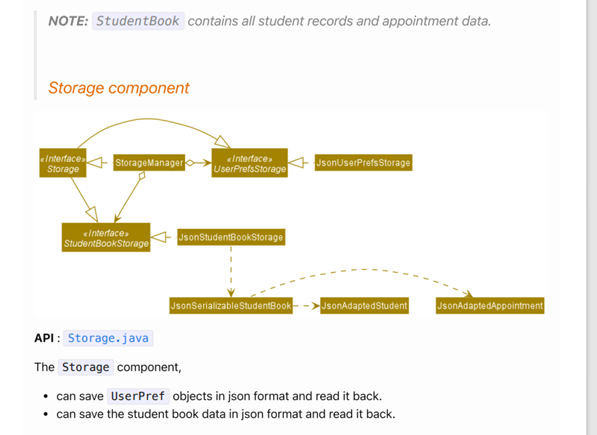 NOTE: StudentBook contains all student records and appointment data.
Storage component
«Interface»
Storage
StorageManager
«Interface»
UserPrefsStorage
JsonUserPrefsStorage
«Interface»
StudentBookStorage
JsonStudentBookStorage
JsonSerializableStudentBook
JsonAdaptedStudent
JsonAdaptedAppointment
API : Storage.java
The Storage component,
• can save UserPref objects in json format and read it back.
• can save the student book data in json format and read it back.